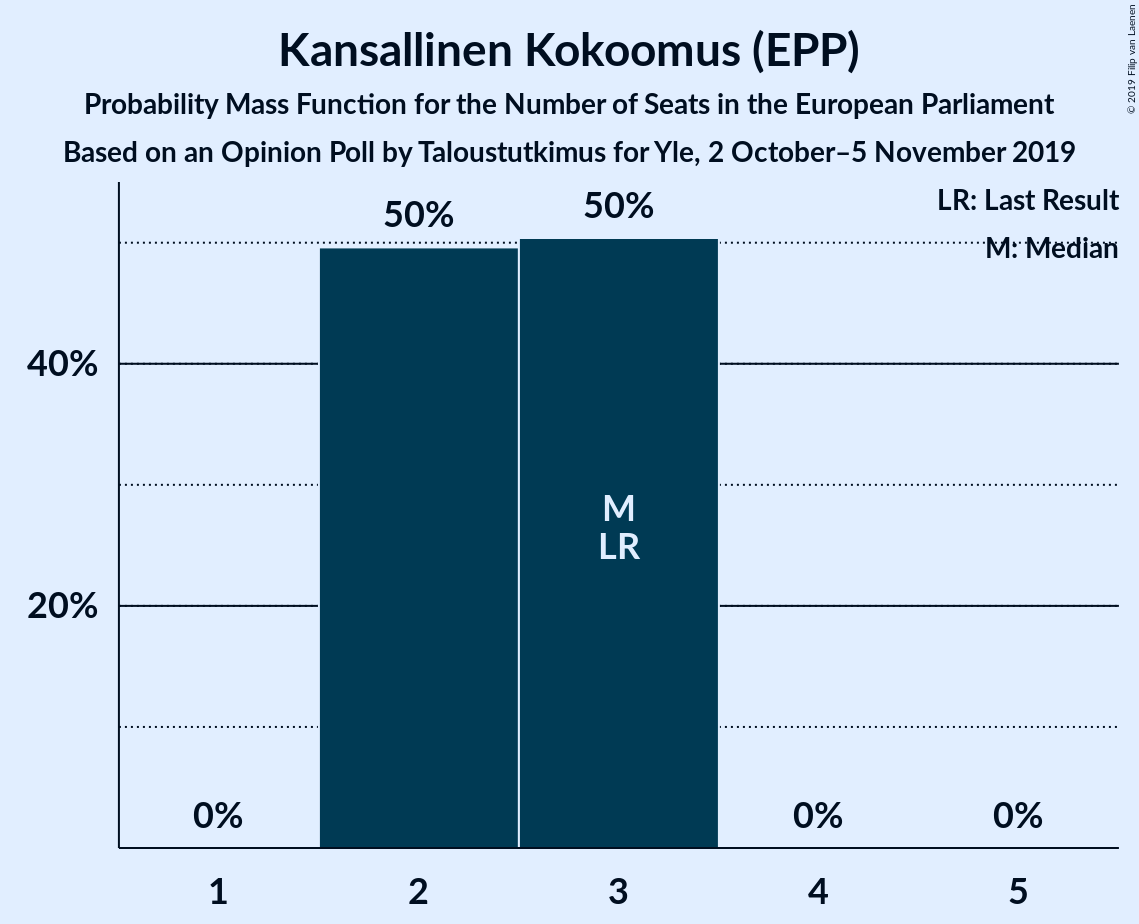 Kansallinen Kokoomus (EPP)
Probability Mass Function for the Number of Seats in the European Parliament
Based on an Opinion Poll by Taloustutkimus for Yle, 2 October–5 November 2019
© 2019 Filip van Laenen
LR: Last Result
M: Median
50%
50%
40%
20%
M
LR
0%
0%
0%
1
2
3
4
5